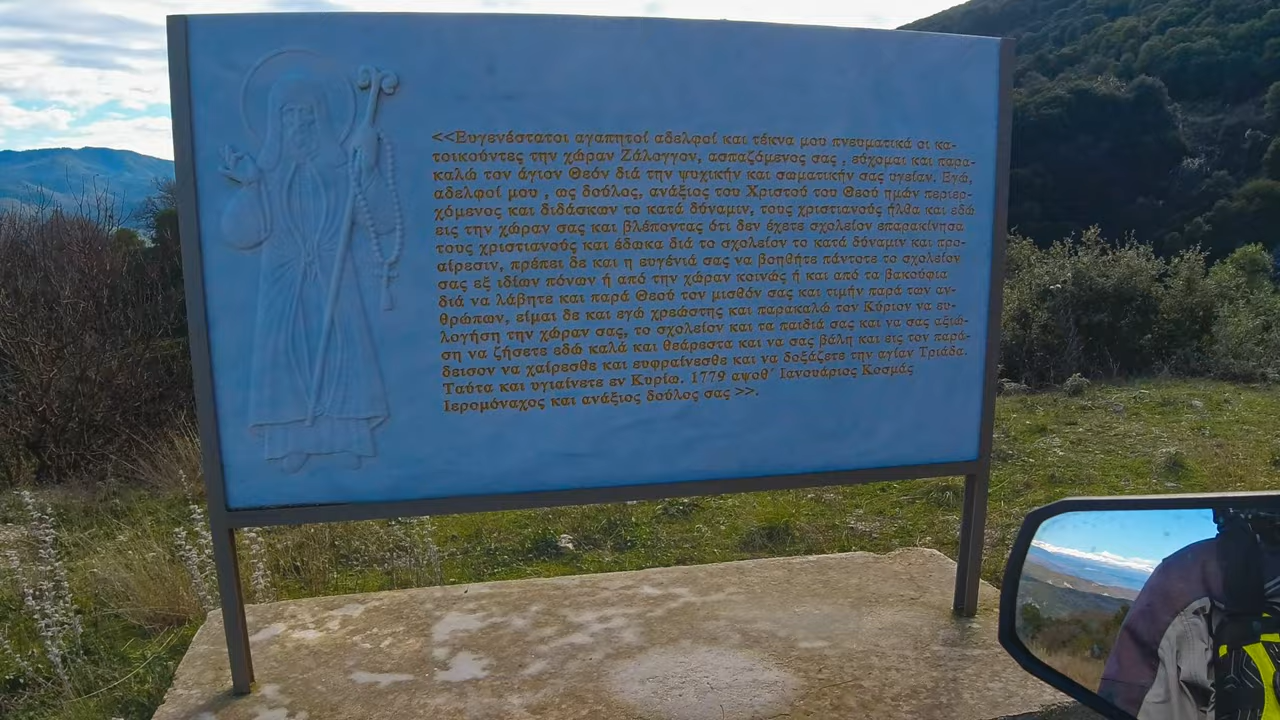 <<Ευγενέστατοι αγαπητοί αδελφοί και τέκνα μου πνευματικά οι κα-
τοικούντες την χώραν Ζάλογγον, ασπαζόμενος σας , εύχομαι και παρα-
καλώ τον άγιον Θεόν διά την ψυχικήν και σωματικήν σας υγείαν. Εγώ,
αδελφοί μου , ως δούλος, ανάξιος του Χριστού του Θεού ημών περιερ-
χόμενος και διδάσκων το κατά δύναμιν, τους χριστιανούς ήλθα και εδώ
εις την χώραν σας και βλέποντας ότι δεν έχετε σχολείον επαρακίνησα
τους χριστιανούς και έδωκα διά το σχολείον το κατά δύναμιν και προ-
αίρεσιν, πρέπει δε και η ευγένιά σας να βοηθήτε πάντοτε το σχολείον
σας εξ ιδίων πόνων ή από την χώραν κοινώς ή και από τα βακούφια
διά να λάβητε και παρά Θεού τον μισθόν σας και τιμήν παρά των αν-
θρώπων, είμαι δε και εγώ χρεώστης και παρακαλώ τον Κύριον να ευ-
λογήση την χώραν σας, το σχολείον και τα παιδιά σας και να σας αξιώ-
ση να ζήσετε εδώ καλά και θεάρεστα και να σας βάλη και εις τον παρά-
δεισον να χαίρεσθε και ευφραίνεσθε και να δοξάζετε την αγίαν Τριάδα.
Ταύτα και υγιαίνετε εν Κυρίω. 1779 αψοθ' Ιανουάριος Κοσμάς
Ιερομόναχος και ανάξιος δούλος σας >>.